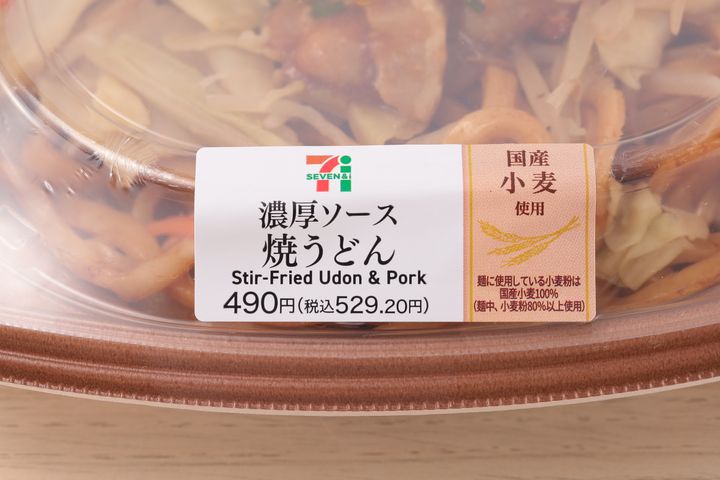 SEVEN&i
濃厚ソース
焼うどん
Stir-Fried Udon & Pork
490円(税込529.20円)
国産
小麦
使用
麺に使用している小麦粉は
国産小麦100%
(麺中、小麦粉80%以上使用)